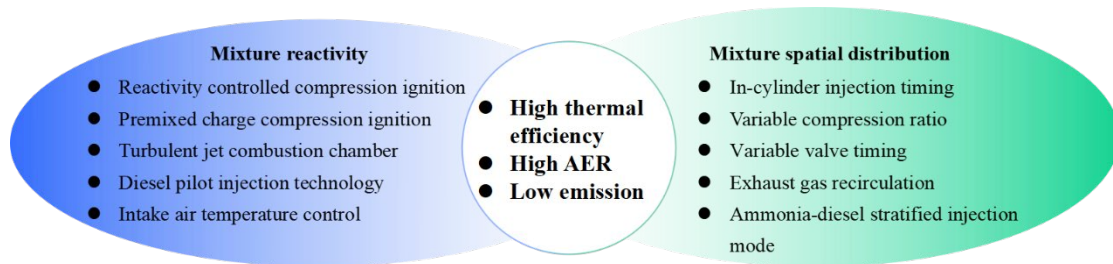 Mixture reactivity
● Reactivity controlled compression ignition
● Premixed charge compression ignition
● Turbulent jet combustion chamber
● Diesel pilot injection technology
● Intake air temperature control
● High thermal
efficiency
● High AER
● Low emission
Mixture spatial distribution
● In-cylinder injection timing
● Variable compression ratio
● Variable valve timing
● Exhaust gas recirculation
● Ammonia-diesel stratified injection
mode